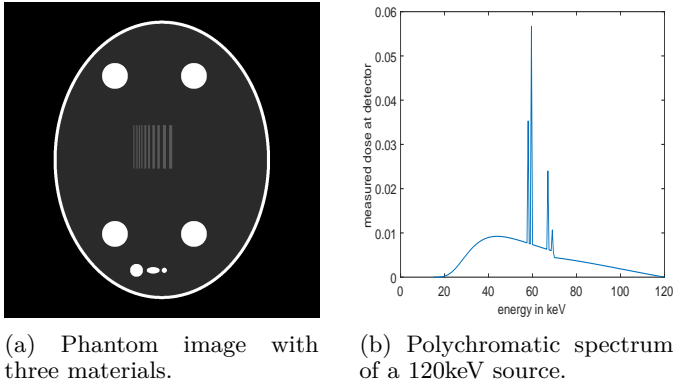 0.06
0.05
0.04
0.03
0.02
0.01
0
measured dose at detector
0 20 40 60 80 100 120
energy in keV
(a) Phantom image with
three materials.
(b) Polychromatic spectrum
of a 120keV source.